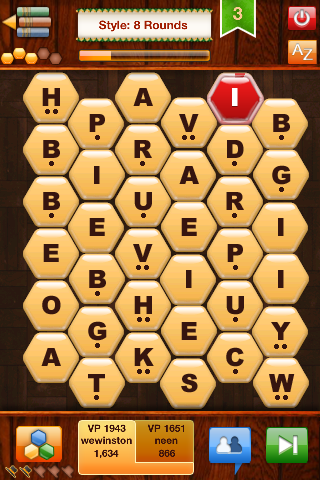 Style: 8 Rounds
3
AZ
H A I
P V B
B R D
I A G
B U R
E E I
E V P
B I I
O H U
G E Y
A K C
T S W
VP 1943 VP 1651
wewinston neen
1,634 866